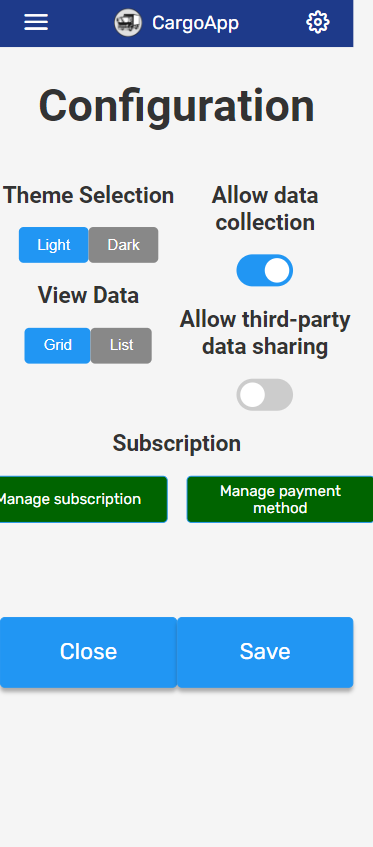 CargoApp
Configuration
Theme Selection
Light Dark
View Data
Grid List
Allow data
collection
Allow third-party
data sharing
Subscription
Manage subscription
Manage payment
method
Close Save